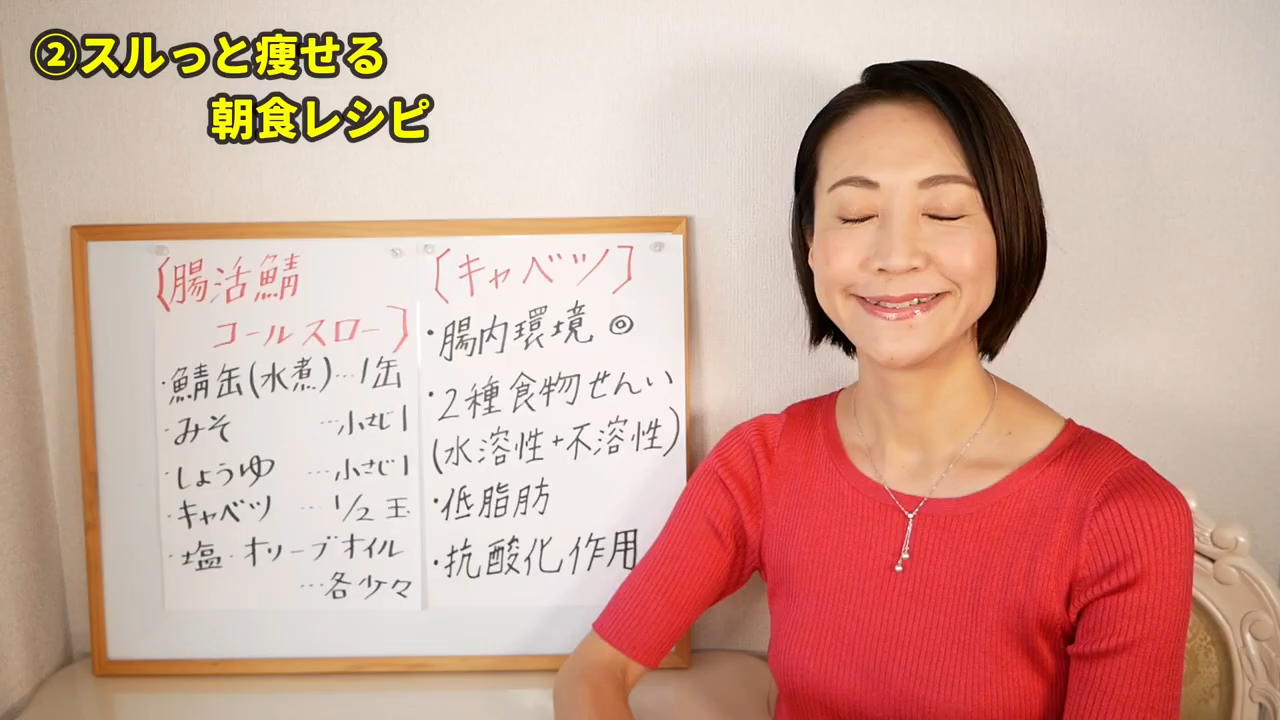 ②スルっと痩せる
朝食レシピ
〔腸活鯖
コールスロー〕
・鯖缶(水煮)…1缶
・みそ …小さじ1
・しょうゆ …小さじ1
・キャベツ …1/2玉
・塩・オリーブオイル
…各少々
〔キャベツ〕
・腸内環境◎
・2種食物せんい
(水溶性+不溶性)
・低脂肪
・抗酸化作用